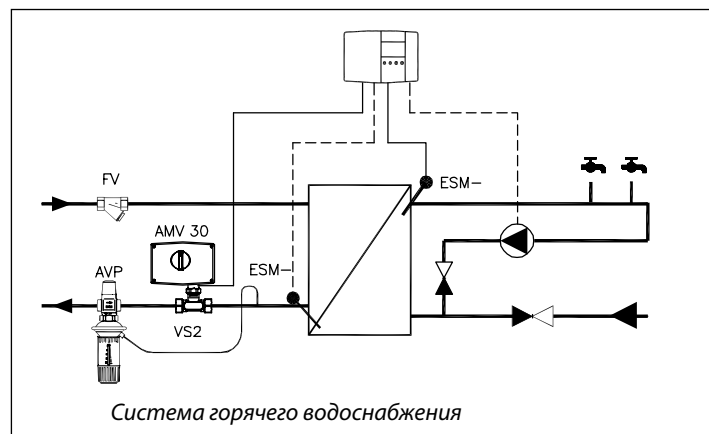 FV
ESM-
AMV 30
AVP
ESM-
VS2
Система горячего водоснабжения